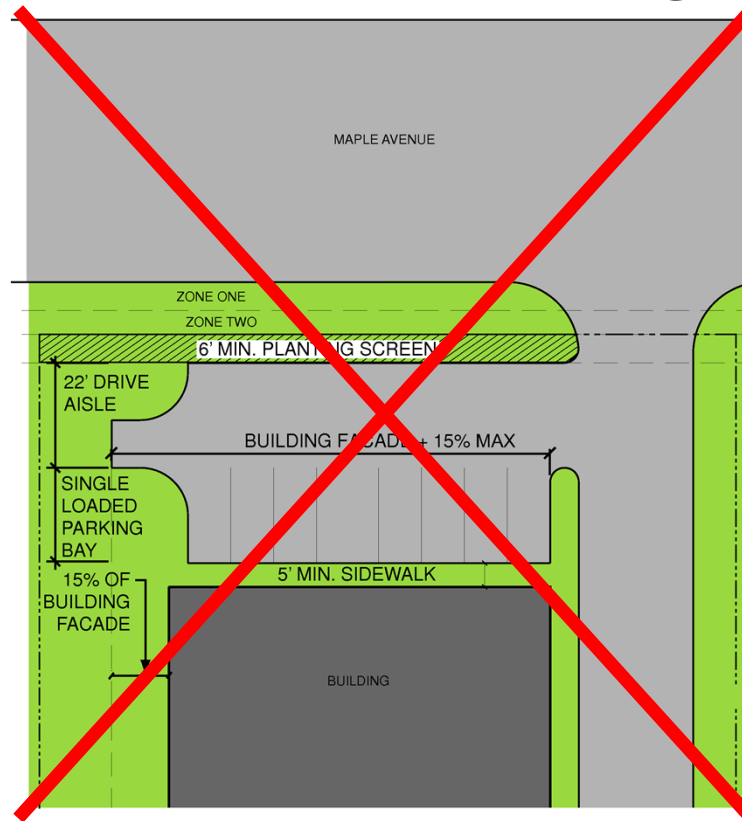 MAPLE AVENUE
ZONE ONE
ZONE TWO
6' MIN. PLANTING SCREEN
22' DRIVE
AISLE
BUILDING FACADE + 15% MAX
SINGLE
LOADED
PARKING
BAY
5' MIN. SIDEWALK
15% OF
BUILDING
FACADE
BUILDING